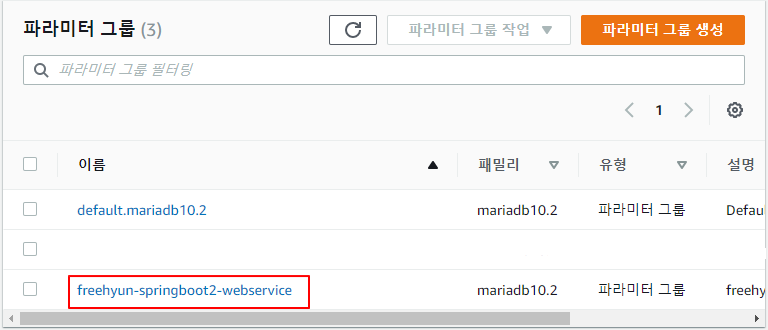 파라미터 그룹 (3)
파라미터 그룹 작업
파라미터 그룹 생성
파라미터 그룹 필터링
1
이름 패밀리 유형 설명
default.mariadb10.2 mariadb10.2 파라미터 그룹 Defau
freehyun-springboot2-webservice mariadb10.2 파라미터 그룹 freehy